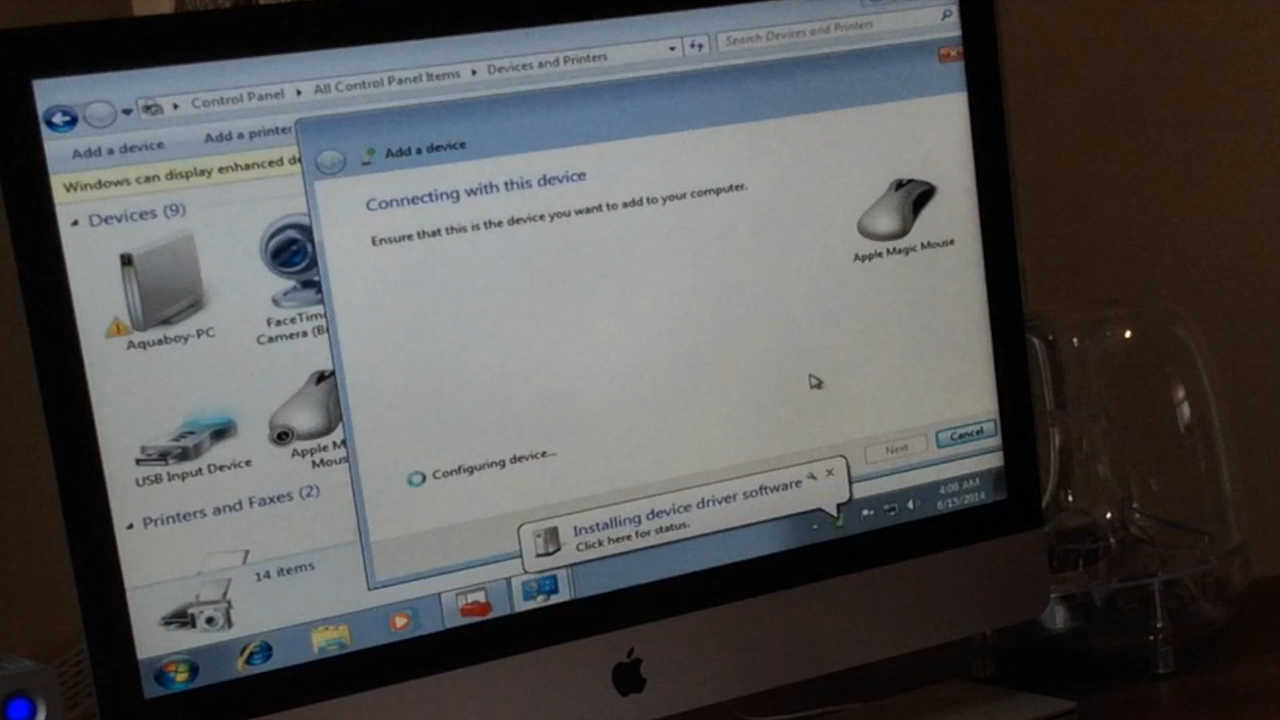 Control Panel
All Control Panel Items
Devices and Printers
Search Devices and Printers
Add a device
Add a printer
Windows can display enhanced de
Devices (9)
Aquaboy-PC
FaceTim
Camera (B
USB Input Device
Apple M
Mous
Printers and Faxes (2)
14 items
Add a device
Connecting with this device
Ensure that this is the device you want to add to your computer.
Apple Magic Mouse
Configuring device...
Next
Cancel
Installing device driver software
Click here for status.
4:08 AM
6/15/2014